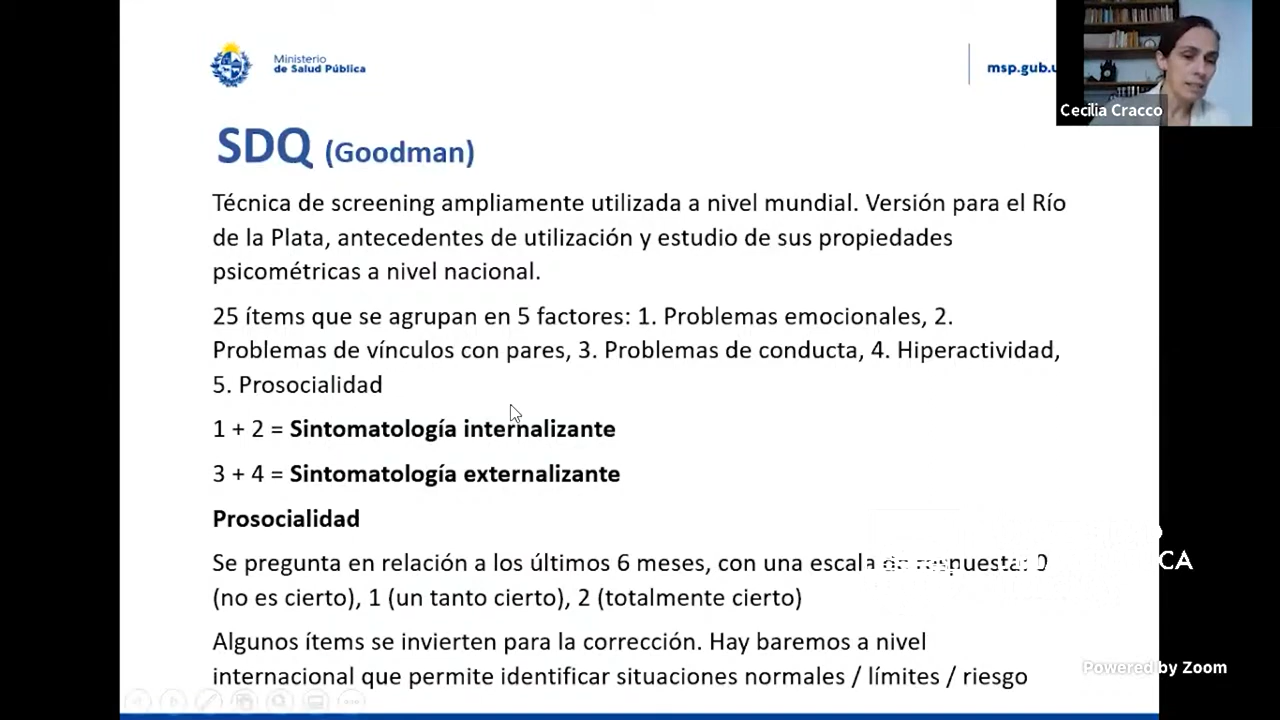 Ministerio
de Salud Pública
msp.gub.u
Cecilia Cracco
SDQ (Goodman)
Técnica de screening ampliamente utilizada a nivel mundial. Versión para el Río
de la Plata, antecedentes de utilización y estudio de sus propiedades
psicométricas a nivel nacional.
25 ítems que se agrupan en 5 factores: 1. Problemas emocionales, 2.
Problemas de vínculos con pares, 3. Problemas de conducta, 4. Hiperactividad,
5. Prosocialidad
1 + 2 = Sintomatología internalizante
3 + 4 = Sintomatología externalizante
Prosocialidad
Se pregunta en relación a los últimos 6 meses, con una escala de respuesta: 0
(no es cierto), 1 (un tanto cierto), 2 (totalmente cierto)
Algunos ítems se invierten para la corrección. Hay baremos a nivel
internacional que permite identificar situaciones normales / límites / riesgo
Powered by Zoom